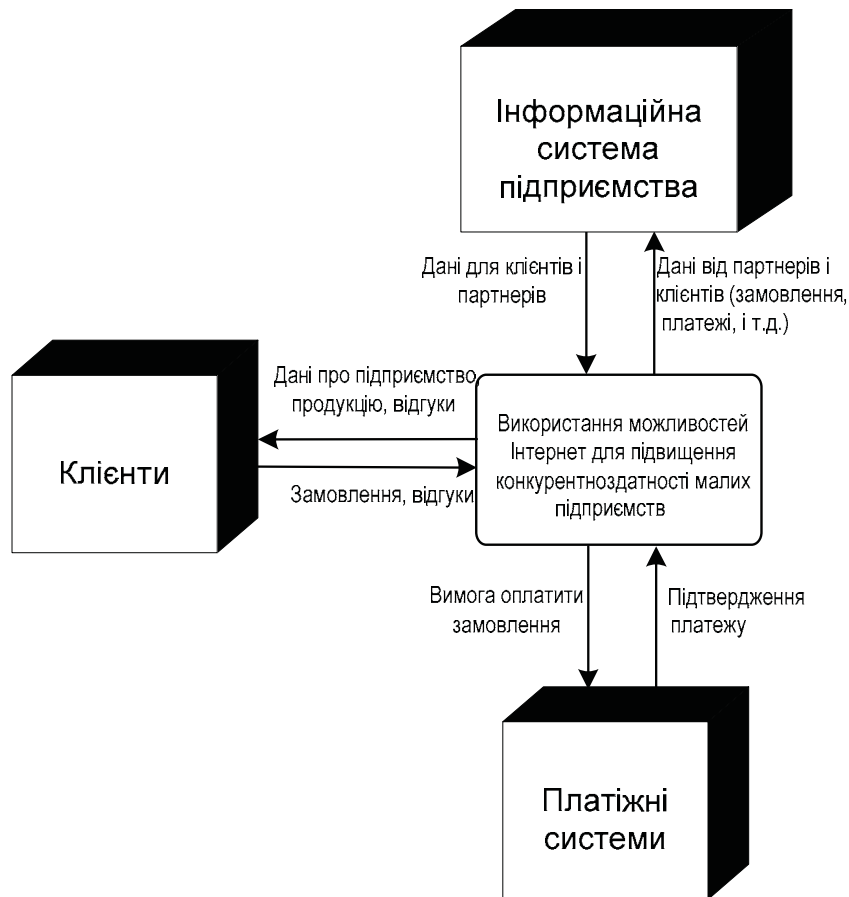 Інформаційна
система
підприємства
Дані для клієнтів і
партнерів
Дані від партнерів і
клієнтів (замовлення,
платежі, і т.д.)
Дані про підприємство,
продукцію, відгуки
Клієнти
Замовлення, відгуки
Використання можливостей
Інтернет для підвищення
конкурентноздатності малих
підприємств
Вимога оплатити
замовлення
Підтвердження
платежу
Платіжні
системи